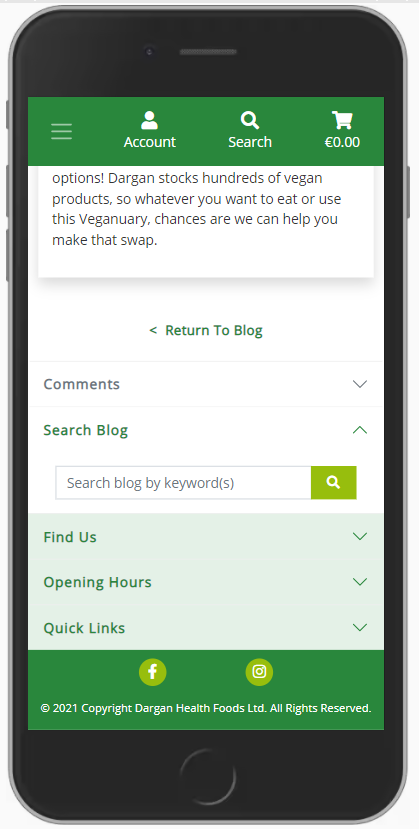 Account
Search
€0.00
options! Dargan stocks hundreds of vegan
products, so whatever you want to eat or use
this Veganuary, chances are we can help you
make that swap.
< Return To Blog
Comments
Search Blog
Search blog by keyword(s)
Find Us
Opening Hours
Quick Links
© 2021 Copyright Dargan Health Foods Ltd. All Rights Reserved.